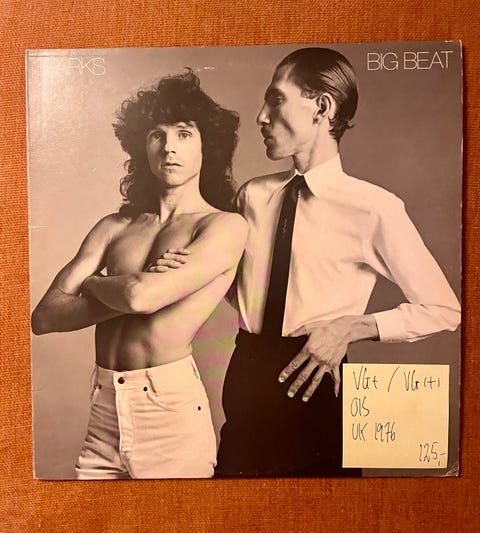 SPARKS
BIG BEAT
VG+ / VG(+)
OIS
UK 1976
125,-